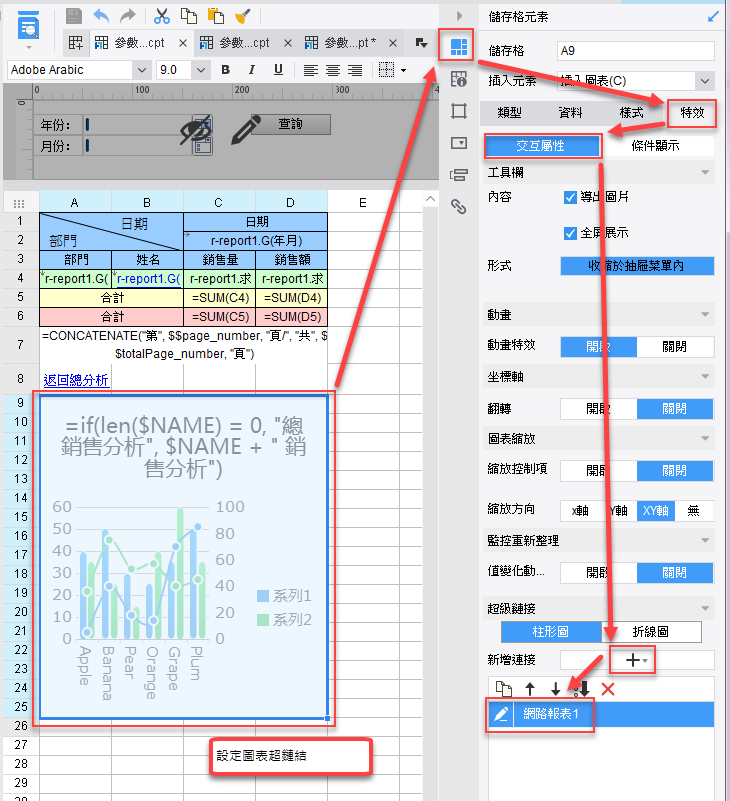 儲存格元素
儲存格 A9
插入元素 插入圖表(C)
參數....cpt × 參數....cpt × 參數....pt * ×
Adobe Arabic 9.0 B I U
0 100 200 300
年份:
月份:
查詢
類型 資料 樣式 特效
交互屬性 條件顯示
工具欄
內容 導出圖片
全屏展示
形式 收縮於抽屜菜單內
動畫
動畫特效 開啟 關閉
坐標軸
翻轉 開啟 關閉
圖表縮放
縮放控制項 開啟 關閉
縮放方向 x軸 Y軸 XY軸 無
監控重新整理
值變化動... 開啟 關閉
超級鏈接
柱形圖 折線圖
新增連接
網路報表1
A B C D E
1 日期 日期
2 部門 r-report1.G(年月)
3 部門 姓名 銷售量 銷售額
4 r-report1.G( r-report1.G( r-report1.求 r-report1.求
5 合計 =SUM(C4) =SUM(D4)
6 合計 =SUM(C5) =SUM(D5)
7 =CONCATENATE("第", $$page_number, "頁/", "共", $
$totalPage_number, "頁")
8 返回總分析
9
10
11
12
13
14
15
16
17
18
19
20
21
22
23
24
25
26
27
28
29
=if(len($NAME) = 0, "總
銷售分析", $NAME + " 銷
售分析")
60
50
40
30
20
10
0
100
80
60
40
20
0
系列1
系列2
Apple
Banana
Pear
Orange
Grape
Plum
設定圖表超鏈結